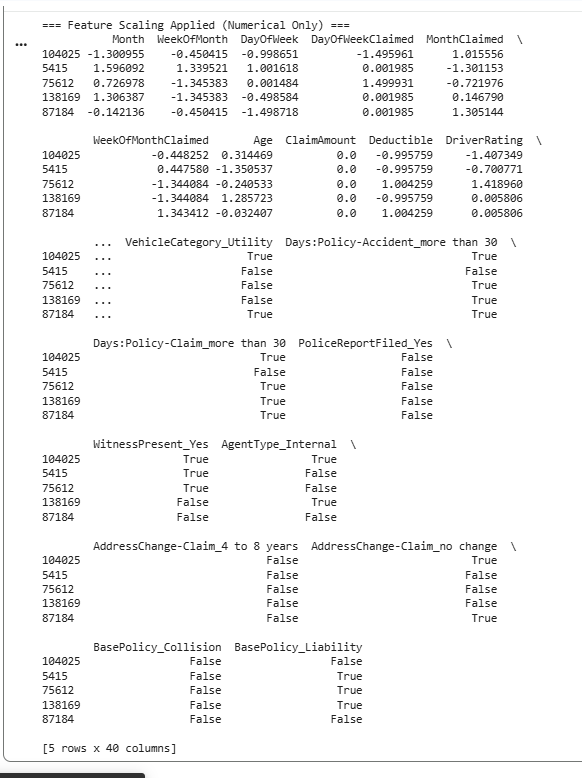 === Feature Scaling Applied (Numerical Only) ===
...
Month WeekOfMonth DayOfWeek DayOfWeekClaimed MonthClaimed \
104025 -1.300955 -0.450415 -0.998651 -1.495961 1.015556
5415 1.596092 1.339521 1.001618 0.001985 -1.301153
75612 0.726978 -1.345383 0.001484 1.499931 -0.721976
138169 1.306387 -1.345383 -0.498584 0.001985 0.146790
87184 -0.142136 -0.450415 -1.498718 0.001985 1.305144
WeekOfMonthClaimed Age ClaimAmount Deductible DriverRating \
104025 -0.448252 0.314469 0.0 -0.995759 -1.407349
5415 0.447580 -1.350537 0.0 -0.995759 -0.700771
75612 -1.344084 -0.240533 0.0 1.004259 1.418960
138169 -1.344084 1.285723 0.0 -0.995759 0.005806
87184 1.343412 -0.032407 0.0 1.004259 0.005806
... VehicleCategory_Utility Days:Policy-Accident_more than 30 \
104025 ... True True
5415 ... False False
75612 ... False True
138169 ... False True
87184 ... True True
Days:Policy-Claim_more than 30 PoliceReportFiled_Yes \
104025 True False
5415 False False
75612 True False
138169 True False
87184 True False
WitnessPresent_Yes AgentType_Internal \
104025 True True
5415 True False
75612 True False
138169 False True
87184 False False
AddressChange-Claim_4 to 8 years AddressChange-Claim_no change \
104025 False True
5415 False False
75612 False False
138169 False False
87184 False True
BasePolicy_Collision BasePolicy_Liability
104025 False False
5415 False True
75612 False True
138169 False True
87184 False False
[5 rows x 40 columns]